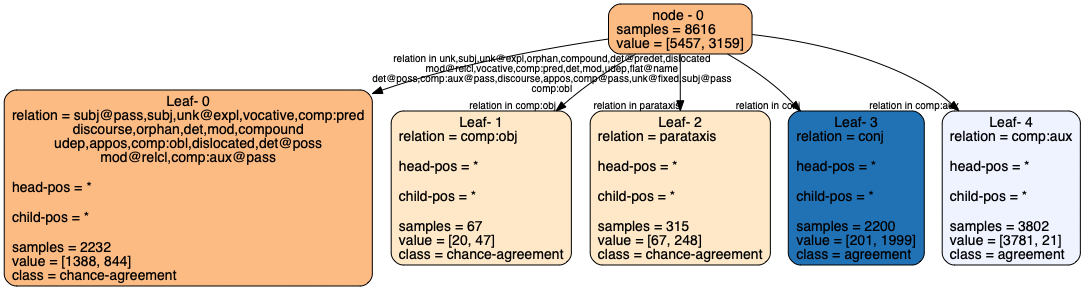 node - 0
samples = 8616
value = [5457, 3159]
relation in unk,subj,unk@expl,orphan,compound,det@predet,dislocated
mod@relcl,vocative,comp:pred,det,mod,udep,flat@name
det@poss,comp:aux@pass,discourse,appos,comp@pass,unk@fixed,subj@pass
comp:obl
relation in comp:obj
relation in parataxis
relation in conj
relation in comp:aux
Leaf- 0
relation = subj@pass,subj,unk@expl,vocative,comp:pred
discourse,orphan,det,mod,compound
udep,appos,comp:obl,dislocated,det@poss
mod@relcl,comp:aux@pass
head-pos = *
child-pos = *
samples = 2232
value = [1388, 844]
class = chance-agreement
Leaf- 1
relation = comp:obj
head-pos = *
child-pos = *
samples = 67
value = [20, 47]
class = chance-agreement
Leaf- 2
relation = parataxis
head-pos = *
child-pos = *
samples = 315
value = [67, 248]
class = chance-agreement
Leaf- 3
relation = conj
head-pos = *
child-pos = *
samples = 2200
value = [201, 1999]
class = agreement
Leaf- 4
relation = comp:aux
head-pos = *
child-pos = *
samples = 3802
value = [3781, 21]
class = agreement